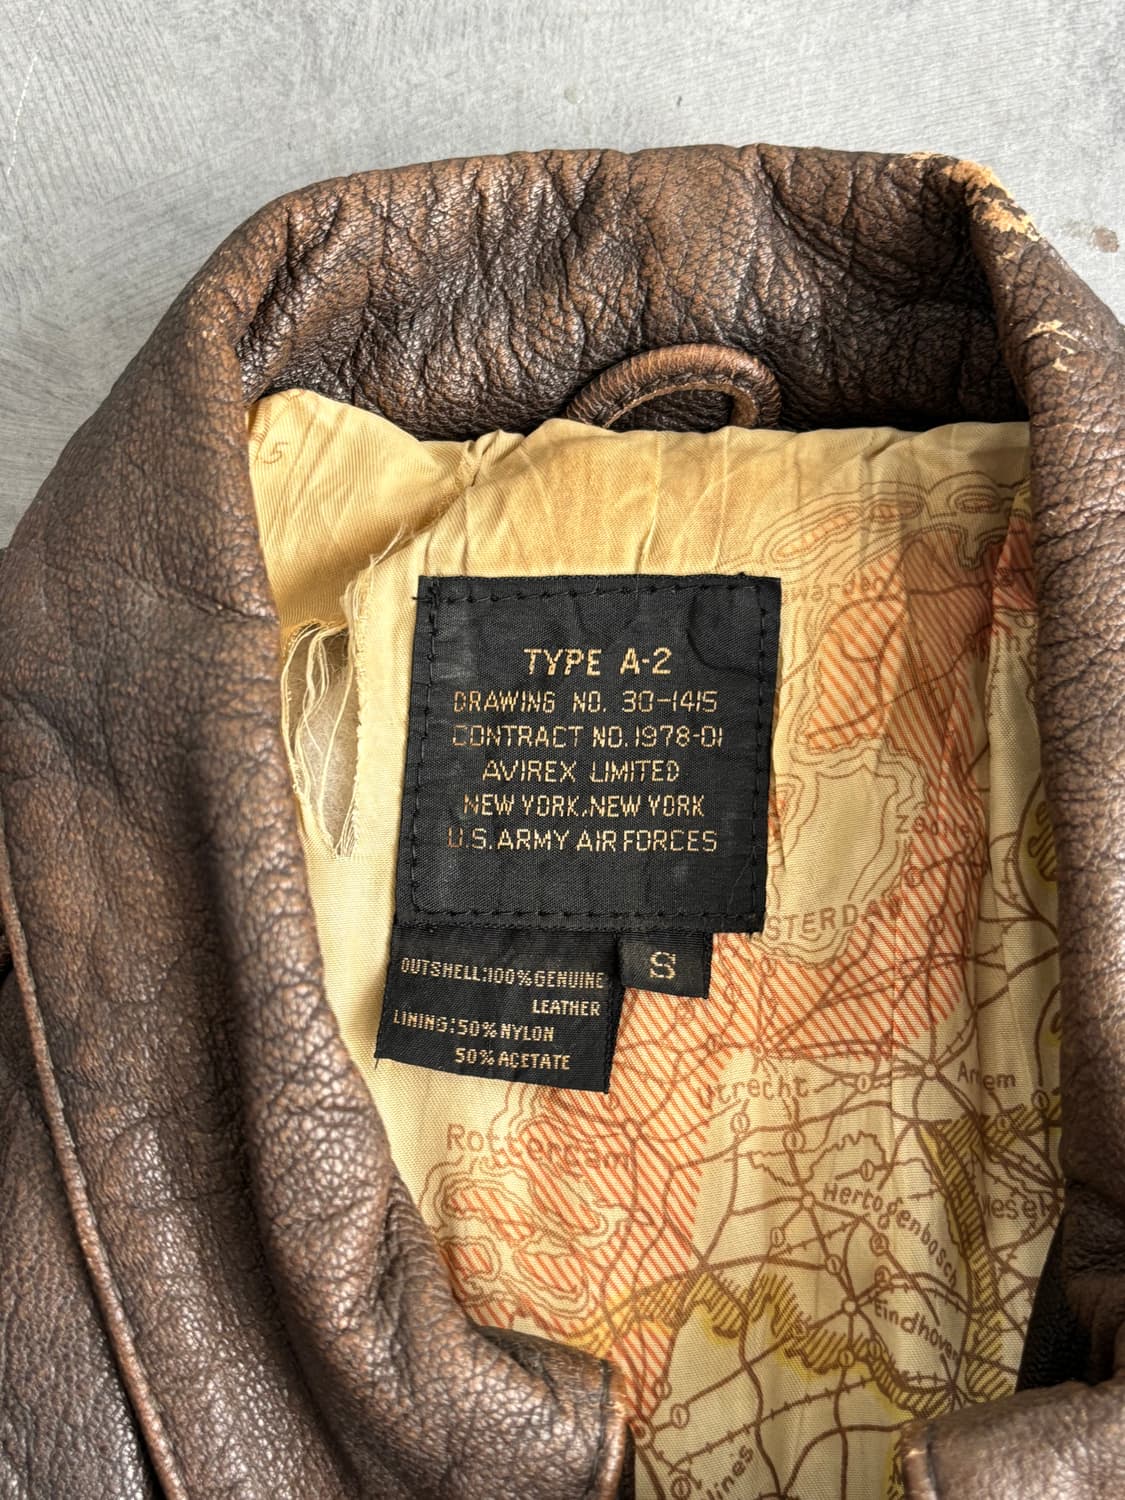 TYPE A-2
DRAWING NO. 30-1415
CONTRACT NO. 1978-01
AVIREX LIMITED
NEW YORK, NEW YORK
U.S. ARMY AIR FORCES
S
OUTSHELL:100% GENUINE
LEATHER
LINING:50% NYLON
50% ACETATE
Utrecht
Rotterdam
Hertogenbosch
Wesel
Eindhoven